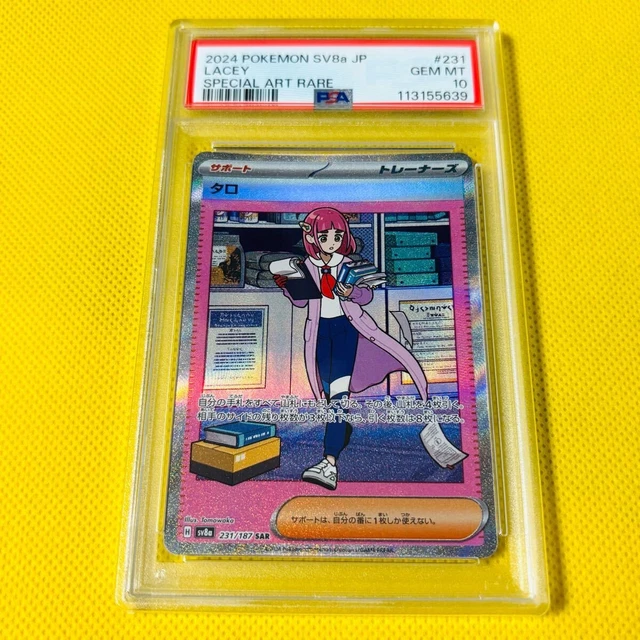 2024 POKEMON SV8a JP
#231
LACEY
GEM MT
SPECIAL ART RARE
10
PSA
113155639
サポート
トレーナーズ
タロ
自分の手札をすべて山札にもどして切る。その後、山札を4枚引く。
相手のサイドの残り枚数が3枚以下なら、引く枚数は8枚になる。
サポートは、自分の番に1枚しか使えない。
Illus. Tomowaka
H sv8a 231/187 SAR